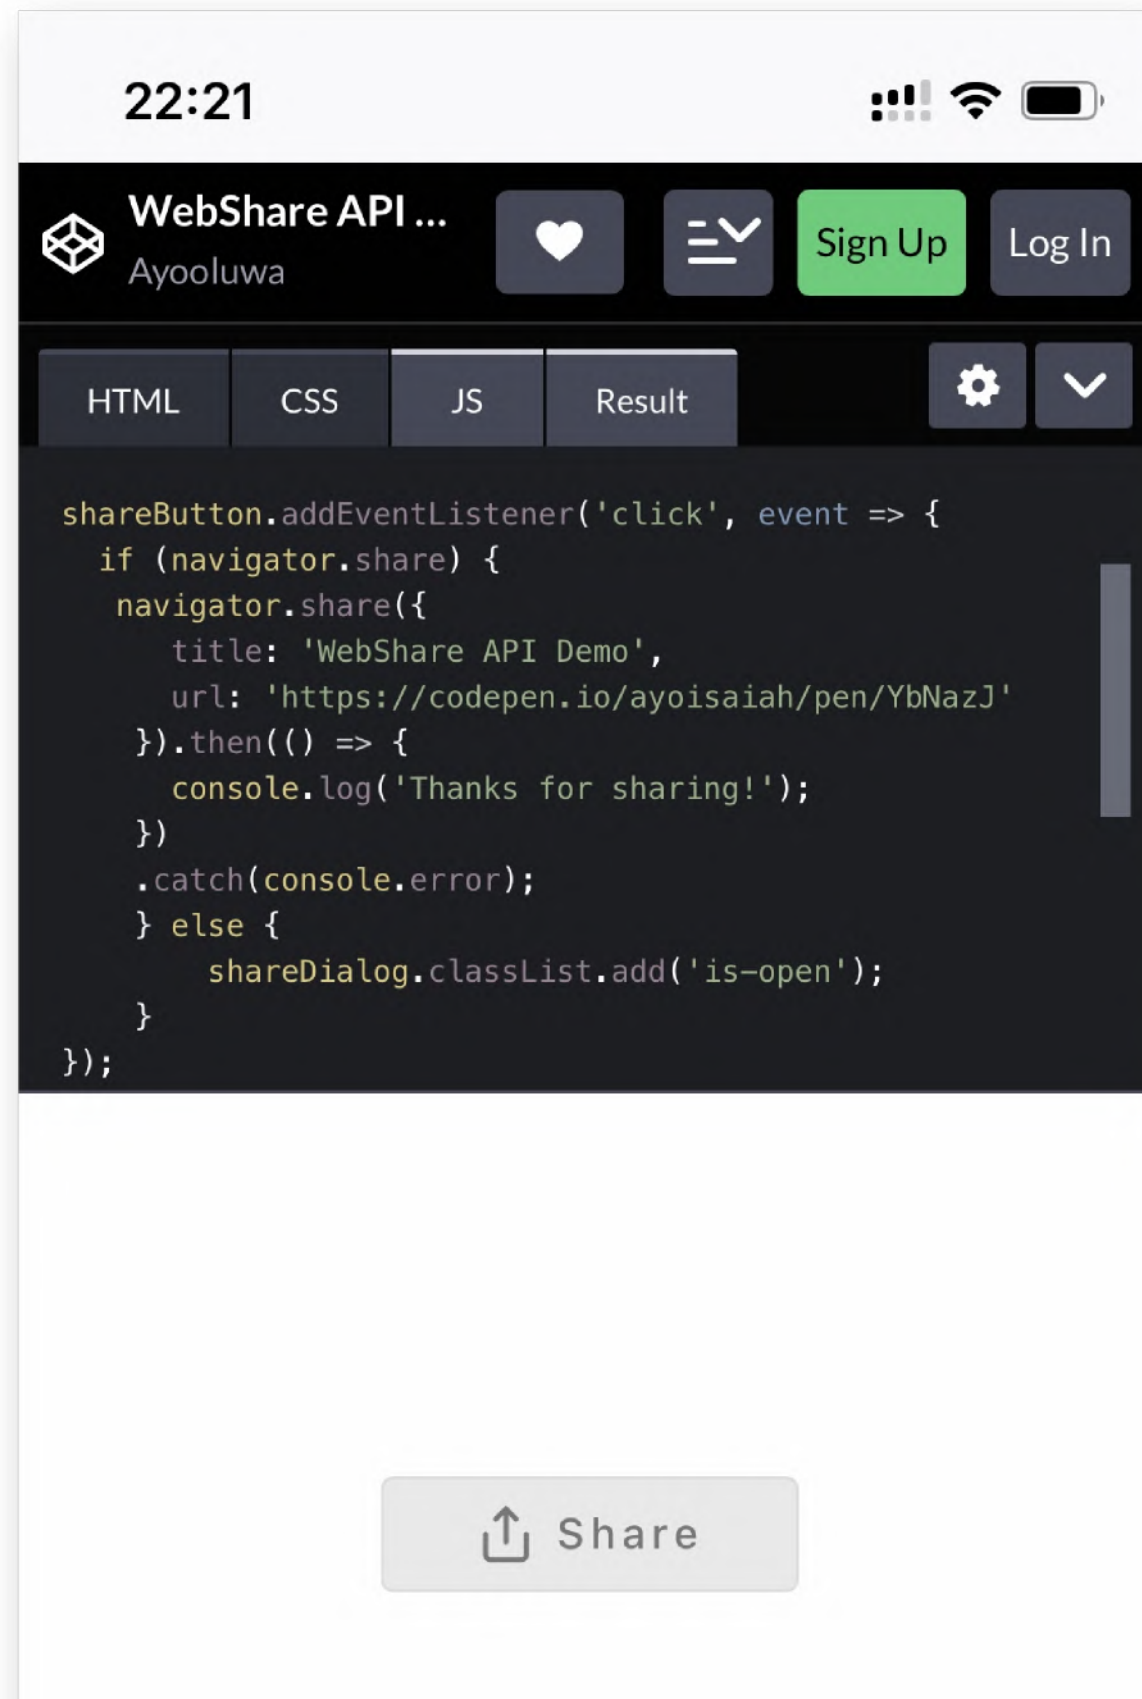 22:21
WebShare API ...
Ayooluwa
Sign Up
Log In
HTML
CSS
JS
Result
shareButton.addEventListener('click', event => {
  if (navigator.share) {
   navigator.share({
      title: 'WebShare API Demo',
      url: 'https://codepen.io/ayoisaiah/pen/YbNazJ'
    }).then(() => {
      console.log('Thanks for sharing!');
    })
    .catch(console.error);
    } else {
        shareDialog.classList.add('is-open');
    }
});
Share